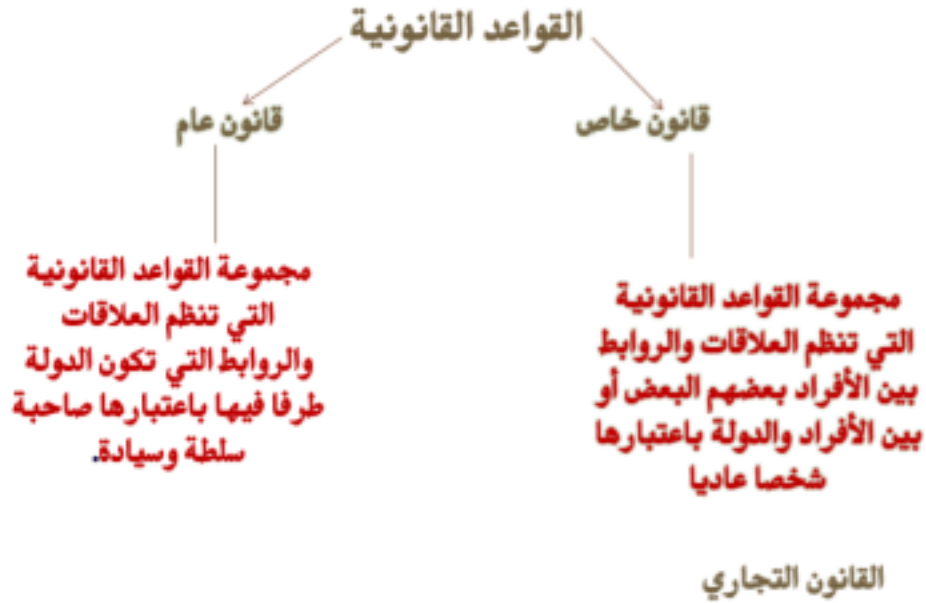 القواعد القانونية
قانون خاص
قانون عام
مجموعة القواعد القانونية
التي تنظم العلاقات والروابط
بين الأفراد بعضهم البعض أو
بين الأفراد والدولة باعتبارها
شخصا عاديا
مجموعة القواعد القانونية
التي تنظم العلاقات
والروابط التي تكون الدولة
طرفا فيها باعتبارها صاحبة
سلطة وسيادة.
القانون التجاري